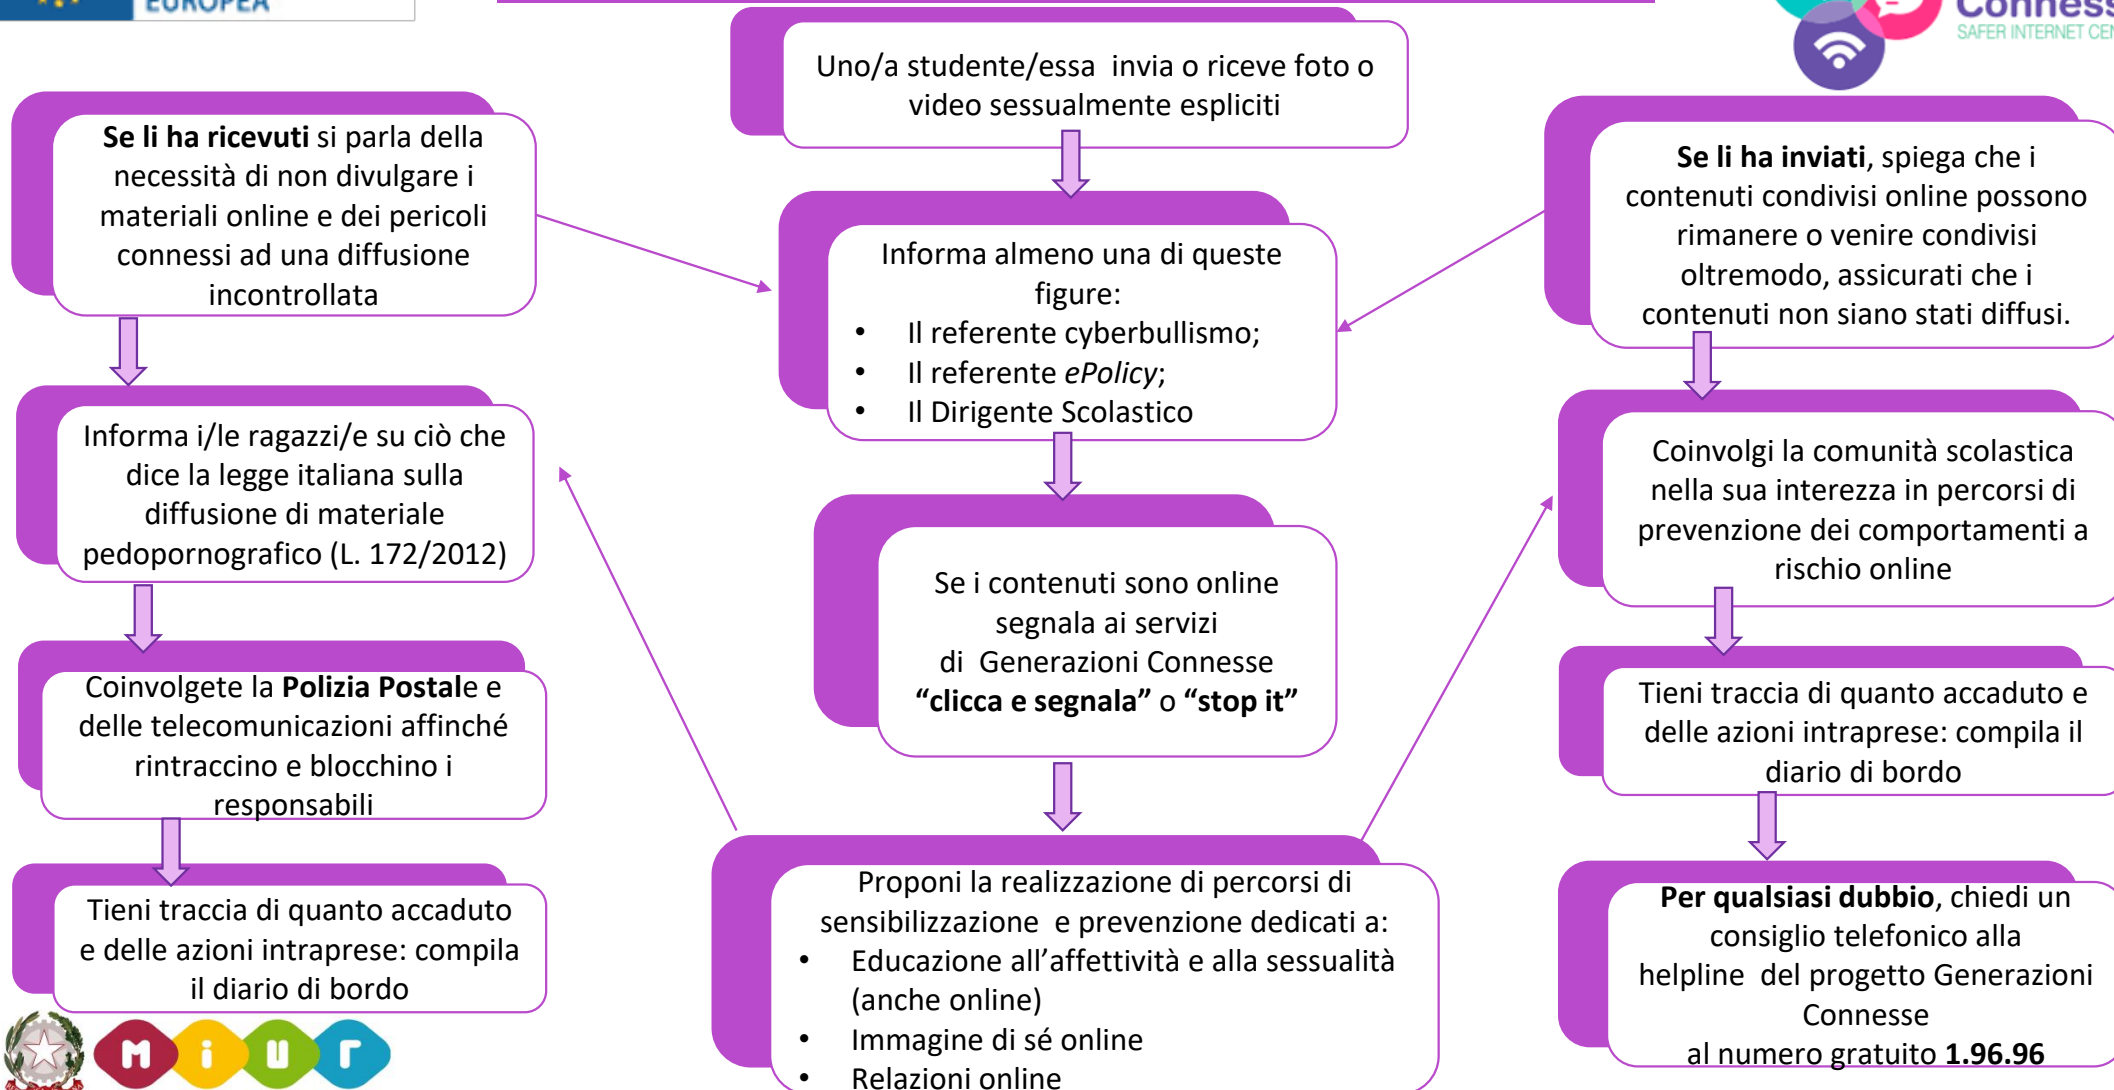 EUROPEA
Conness
SAFER INTERNET CEN
Uno/a studente/essa  invia o riceve foto o
video sessualmente espliciti
Se li ha ricevuti si parla della
necessità di non divulgare i
materiali online e dei pericoli
connessi ad una diffusione
incontrollata
Informa i/le ragazzi/e su ciò che
dice la legge italiana sulla
diffusione di materiale
pedopornografico (L. 172/2012)
Coinvolgete la Polizia Postale e
delle telecomunicazioni affinché
rintraccino e blocchino i
responsabili
Tieni traccia di quanto accaduto
e delle azioni intraprese: compila
il diario di bordo
Informa almeno una di queste
figure:
• Il referente cyberbullismo;
• Il referente ePolicy;
• Il Dirigente Scolastico
Se i contenuti sono online
segnala ai servizi
di  Generazioni Connesse
“clicca e segnala” o “stop it”
Proponi la realizzazione di percorsi di
sensibilizzazione  e prevenzione dedicati a:
• Educazione all’affettività e alla sessualità
(anche online)
• Immagine di sé online
• Relazioni online
Se li ha inviati, spiega che i
contenuti condivisi online possono
rimanere o venire condivisi
oltremodo, assicurati che i
contenuti non siano stati diffusi.
Coinvolgi la comunità scolastica
nella sua interezza in percorsi di
prevenzione dei comportamenti a
rischio online
Tieni traccia di quanto accaduto e
delle azioni intraprese: compila il
diario di bordo
Per qualsiasi dubbio, chiedi un
consiglio telefonico alla
helpline  del progetto Generazioni
Connesse
al numero gratuito 1.96.96
miur